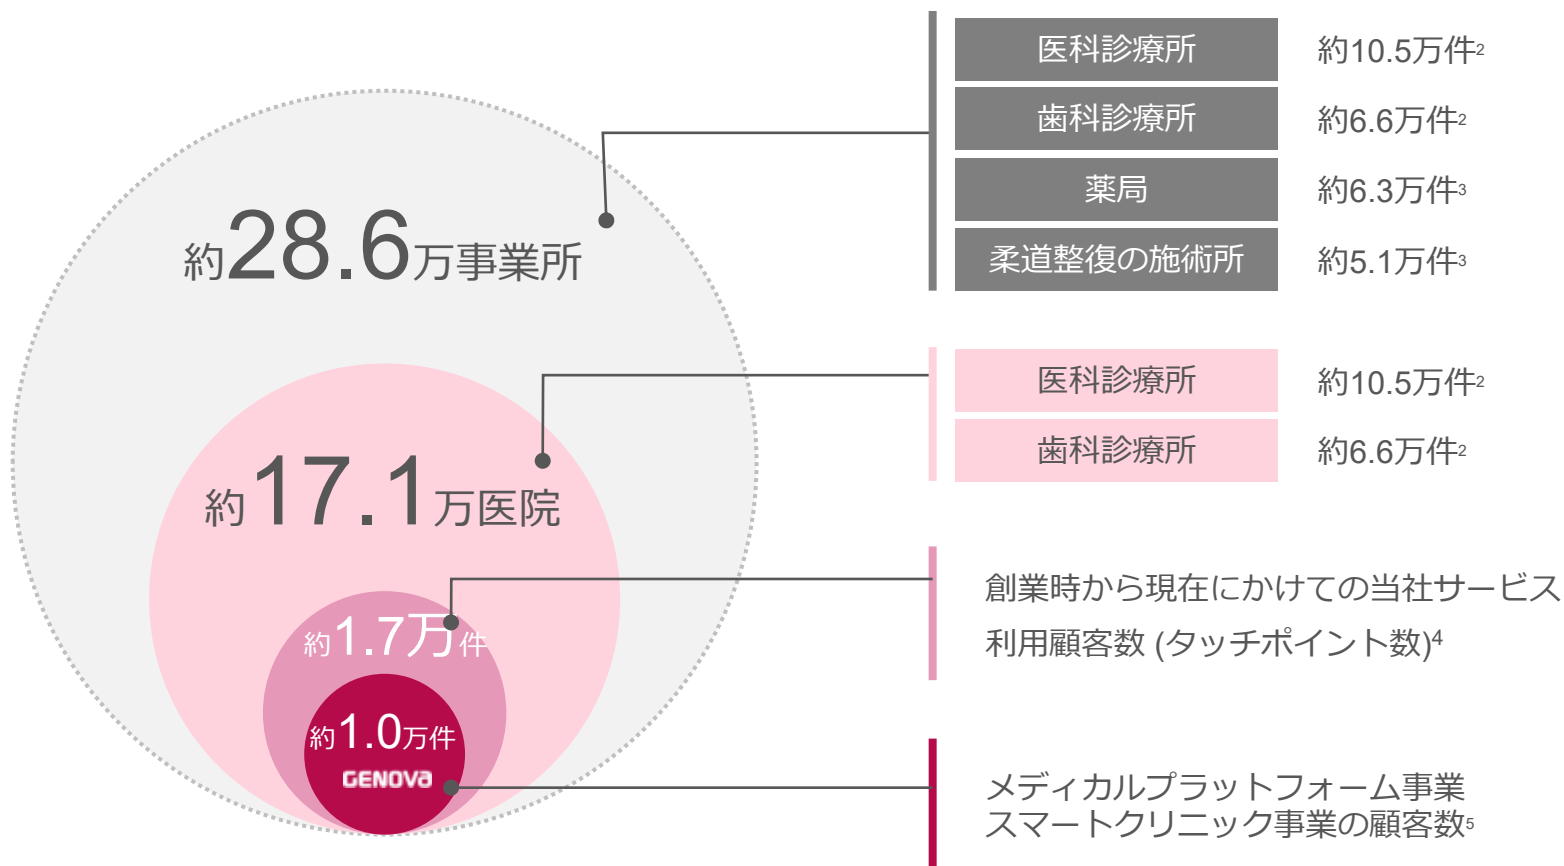 約28.6万事業所
約17.1万医院
約1.7万件
約1.0万件
GENOVA
医科診療所 約10.5万件2
歯科診療所 約6.6万件2
薬局 約6.3万件3
柔道整復の施術所 約5.1万件3
医科診療所 約10.5万件2
歯科診療所 約6.6万件2
創業時から現在にかけての当社サービス
利用顧客数 (タッチポイント数)4
メディカルプラットフォーム事業
スマートクリニック事業の顧客数5